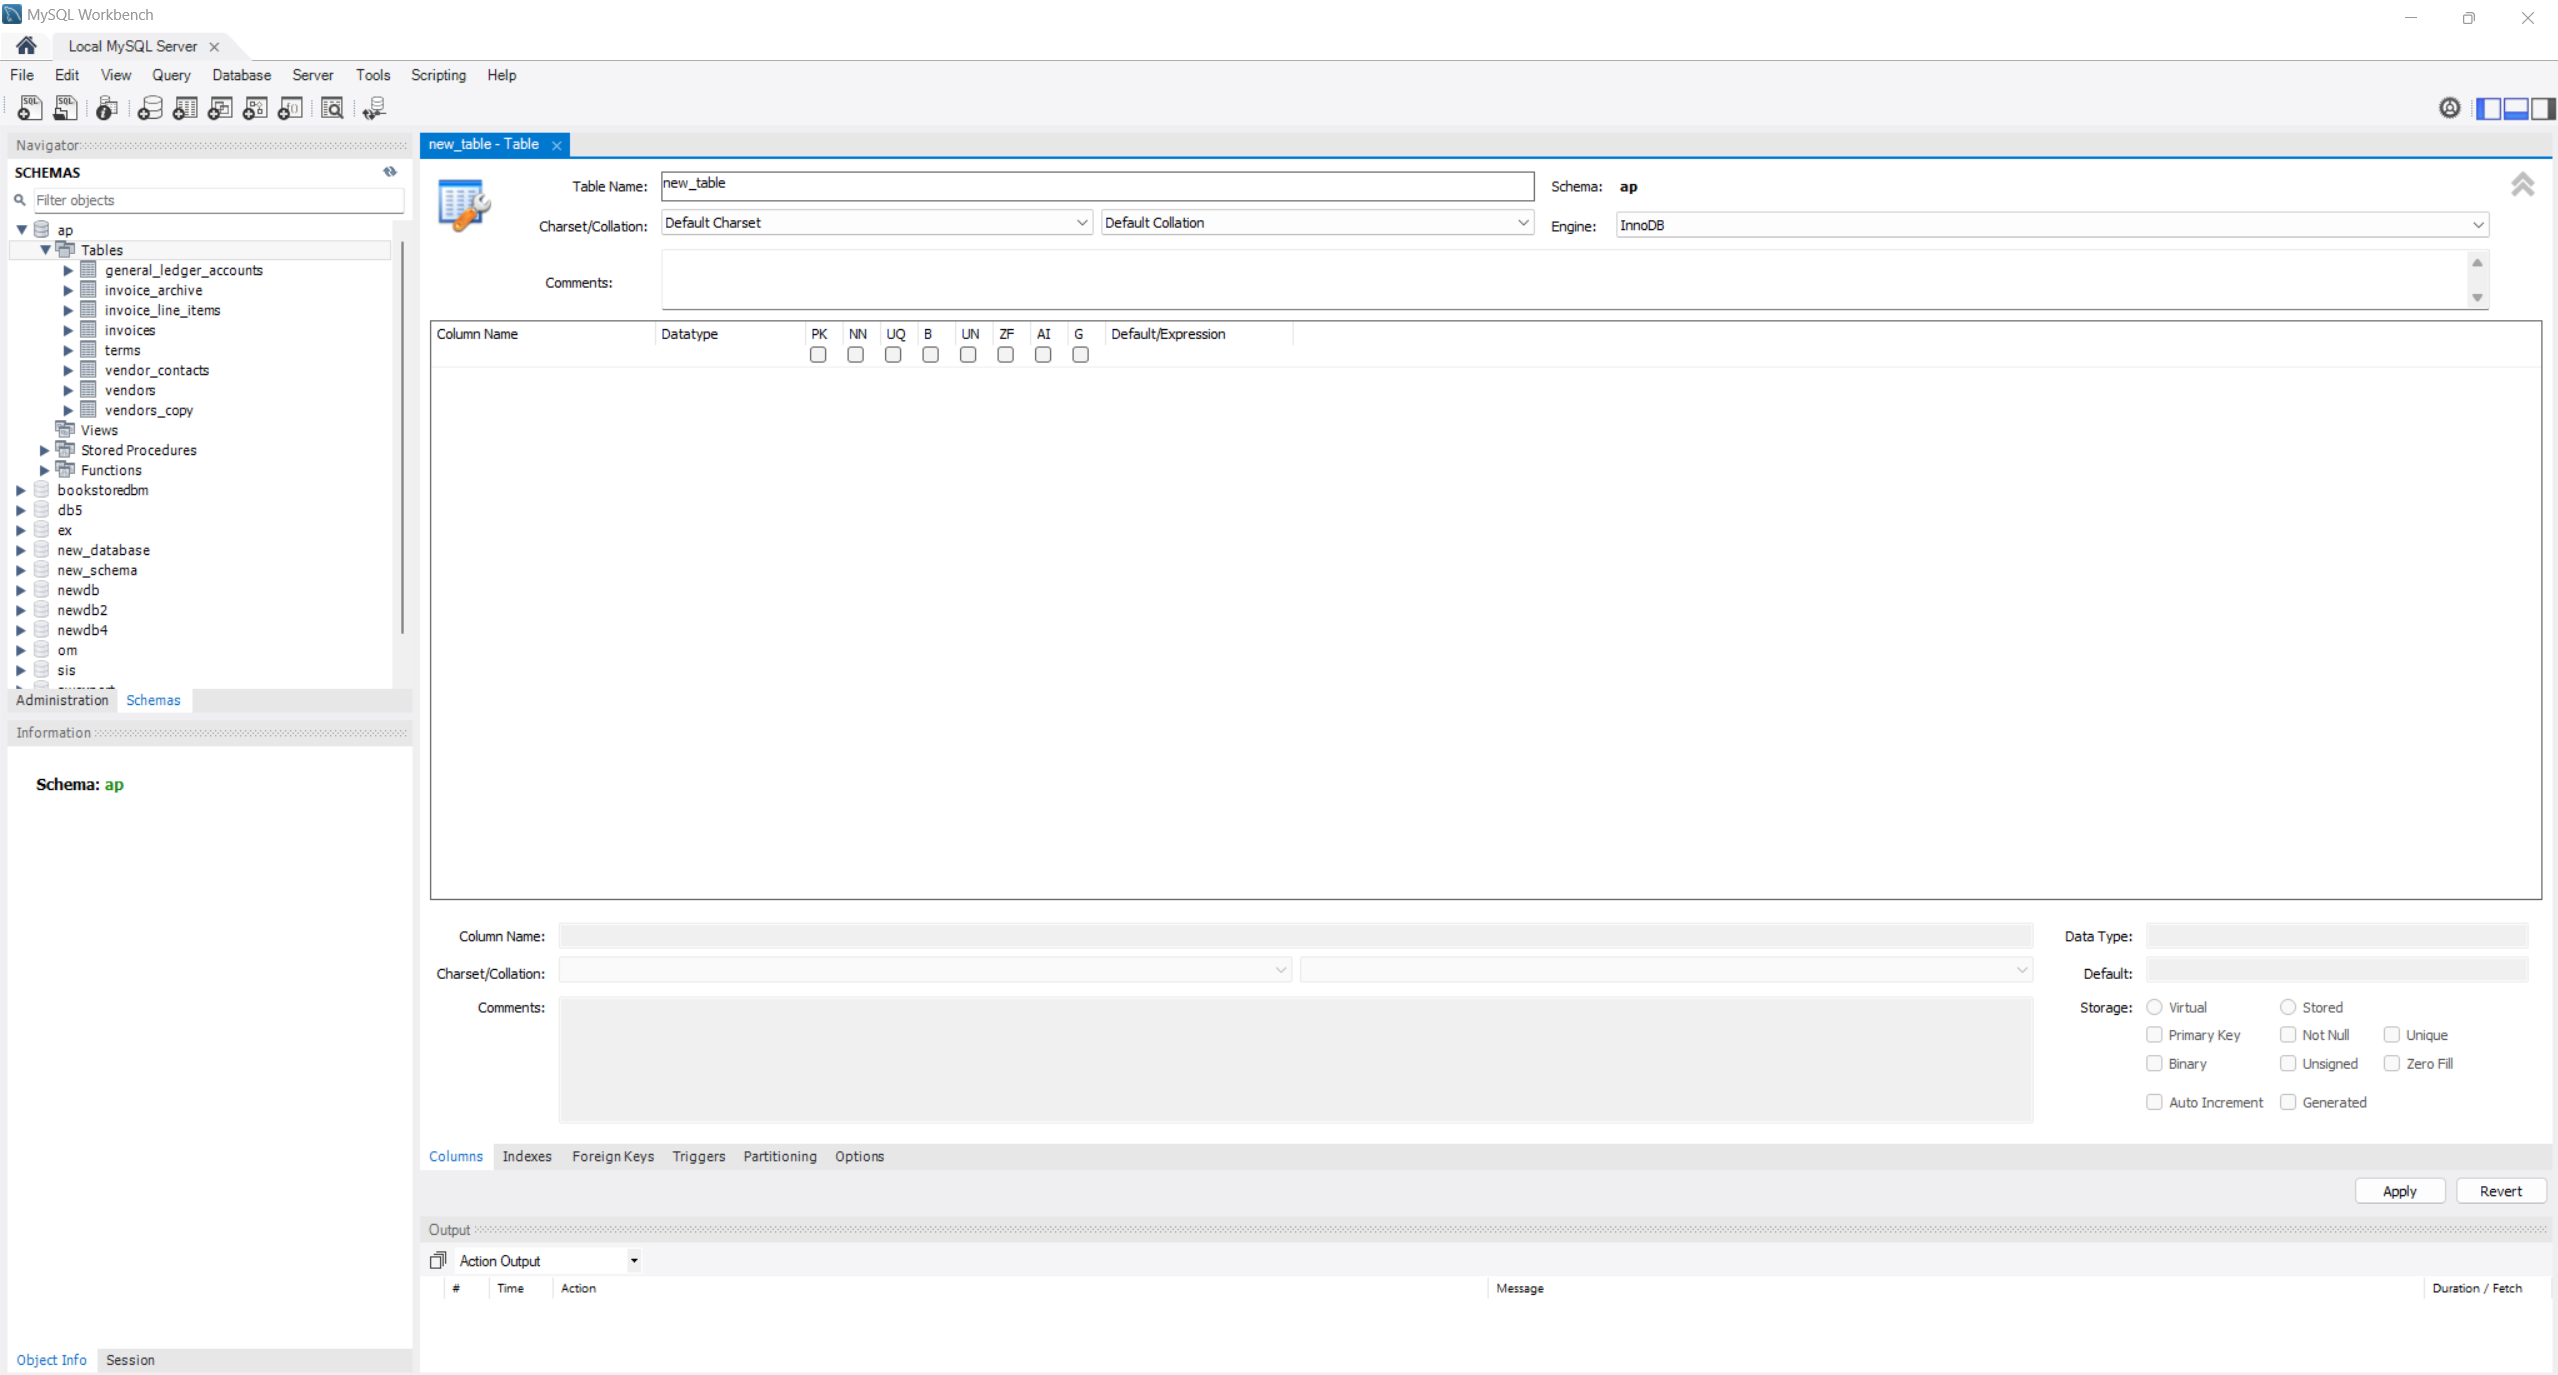 MySQL Workbench
Local MySQL Server
File Edit View Query Database Server Tools Scripting Help
Navigator
SCHEMAS
Filter objects
ap
Tables
general_ledger_accounts
invoice_archive
invoice_line_items
invoices
terms
vendor_contacts
vendors
vendors_copy
Views
Stored Procedures
Functions
bookstoredbm
db5
ex
new_database
new_schema
newdb
newdb2
newdb4
om
sis
Administration Schemas
Information
Schema: ap
Object Info Session
new_table - Table
Table Name: new_table Schema: ap
Charset/Collation: Default Charset Default Collation Engine: InnoDB
Comments:
Column Name Datatype PK NN UQ B UN ZF AI G Default/Expression
Column Name: Data Type:
Charset/Collation: Default:
Comments: Storage: Virtual Stored
Primary Key Not Null Unique
Binary Unsigned Zero Fill
Auto Increment Generated
Columns Indexes Foreign Keys Triggers Partitioning Options
Apply Revert
Output
Action Output
# Time Action Message Duration / Fetch